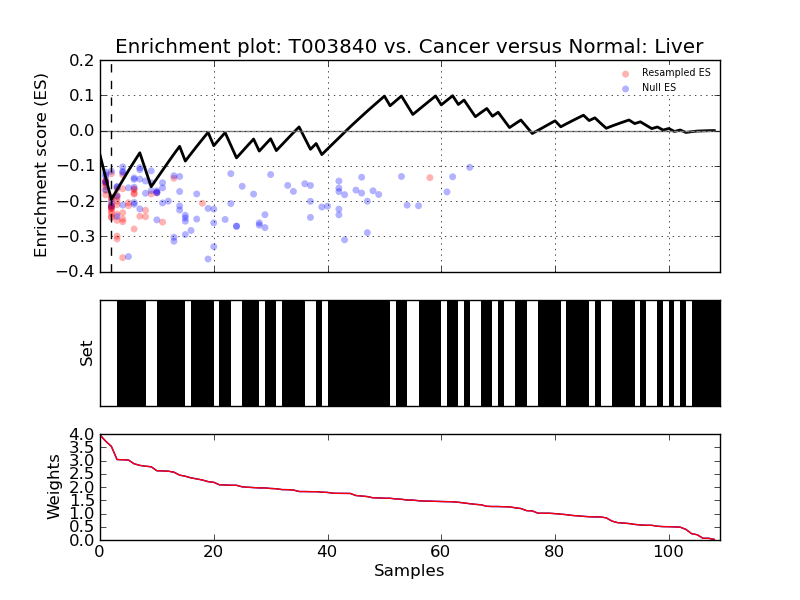 Enrichment plot: T003840 vs. Cancer versus Normal: Liver
Enrichment score (ES)
0.2
0.1
0.0
−0.1
−0.2
−0.3
−0.4
Resampled ES
Null ES
Set
Weights
4.0
3.5
3.0
2.5
2.0
1.5
1.0
0.5
0.0
0 20 40 60 80 100
Samples